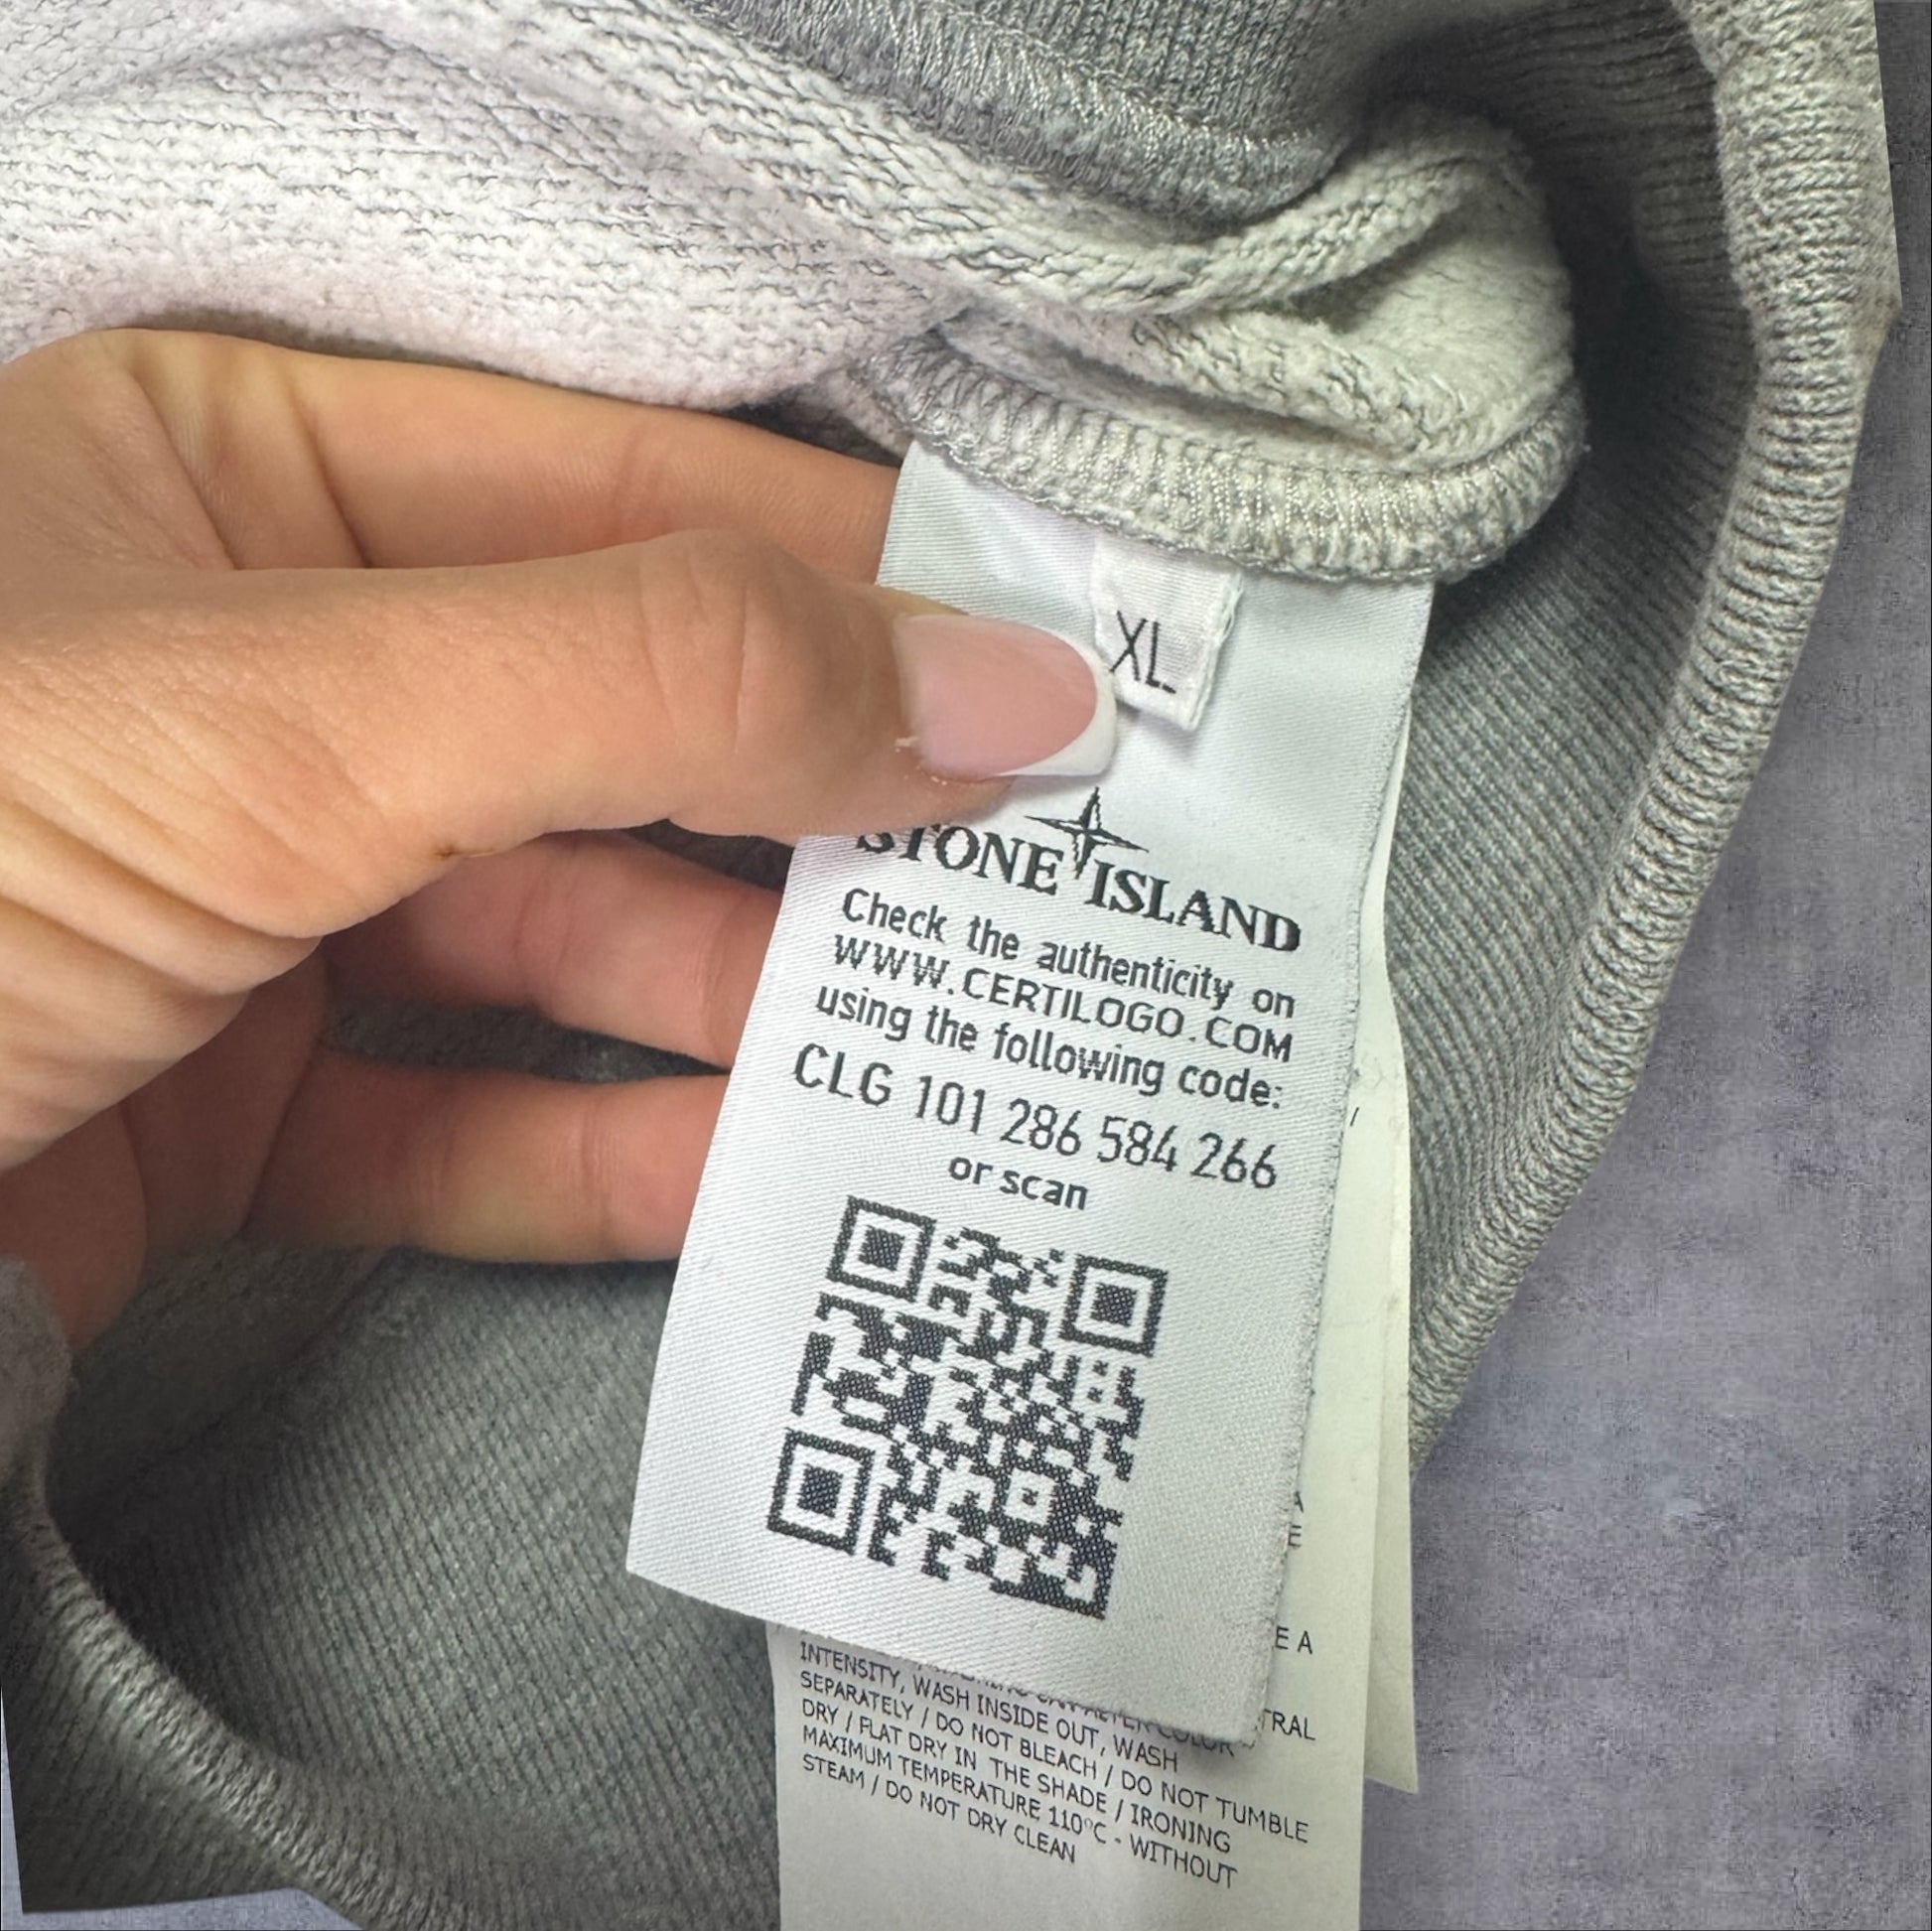 XL
STONE ISLAND
Check the authenticity on
WWW.CERTILOGO.COM
using the following code:
CLG 101 286 584 266
or scan
A
E
E A
TRAL
INTENSITY, WASH INSIDE OUT, WASH
SEPARATELY / DO NOT BLEACH / DO NOT TUMBLE
DRY / FLAT DRY IN THE SHADE / IRONING
MAXIMUM TEMPERATURE 110°C - WITHOUT
STEAM / DO NOT DRY CLEAN